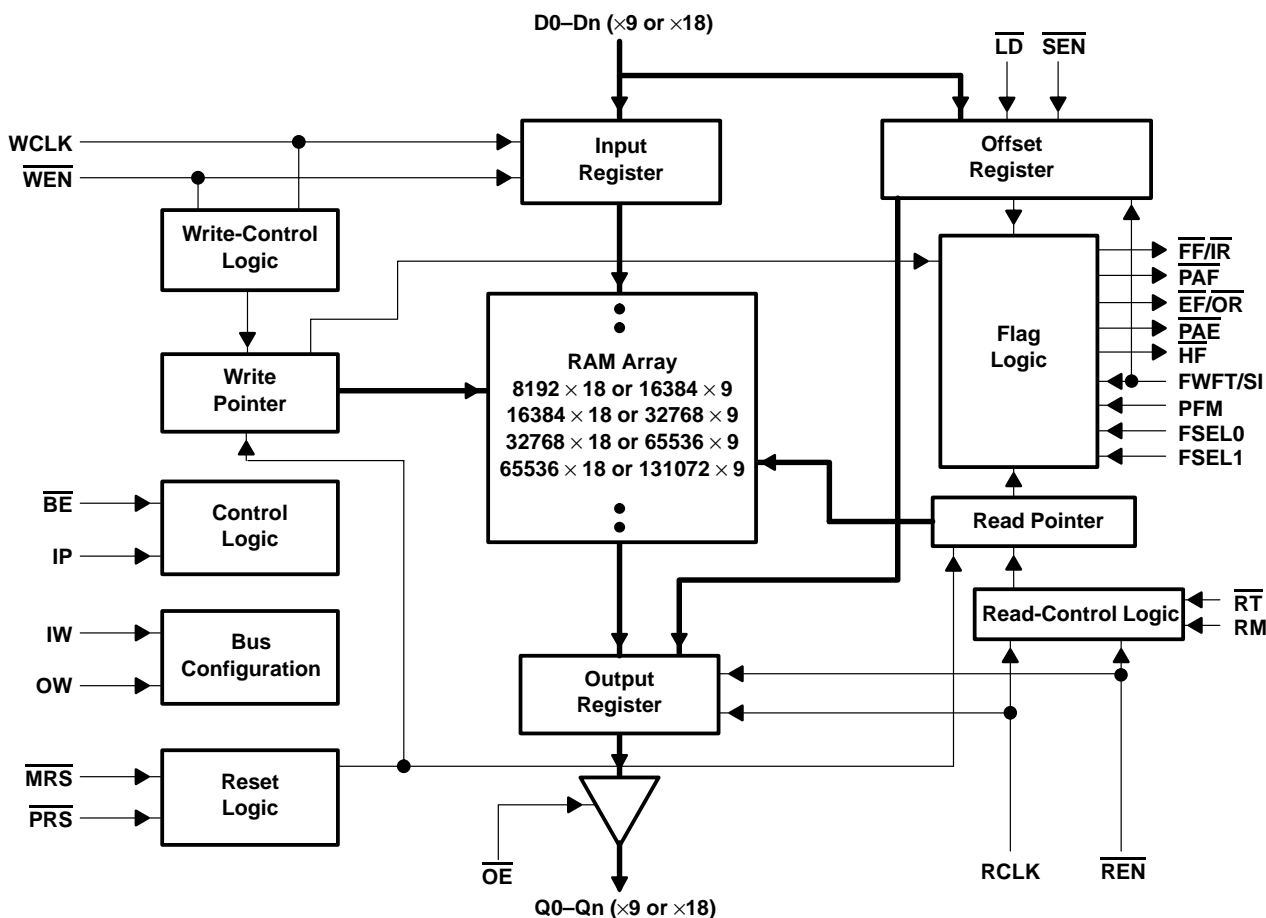 D0–Dn (×9 or ×18)
LD SEN
WCLK
WEN
Input
Register
Offset
Register
Write-Control
Logic
FF/IR
PAF
EF/OR
PAE
HF
FWFT/SI
PFM
FSEL0
FSEL1
Flag
Logic
RAM Array
8192 × 18 or 16384 × 9
16384 × 18 or 32768 × 9
32768 × 18 or 65536 × 9
65536 × 18 or 131072 × 9
Write
Pointer
BE
IP
Control
Logic
Read Pointer
Read-Control Logic
RT
RM
IW
OW
Bus
Configuration
Output
Register
MRS
PRS
Reset
Logic
OE
RCLK
REN
Q0–Qn (×9 or ×18)